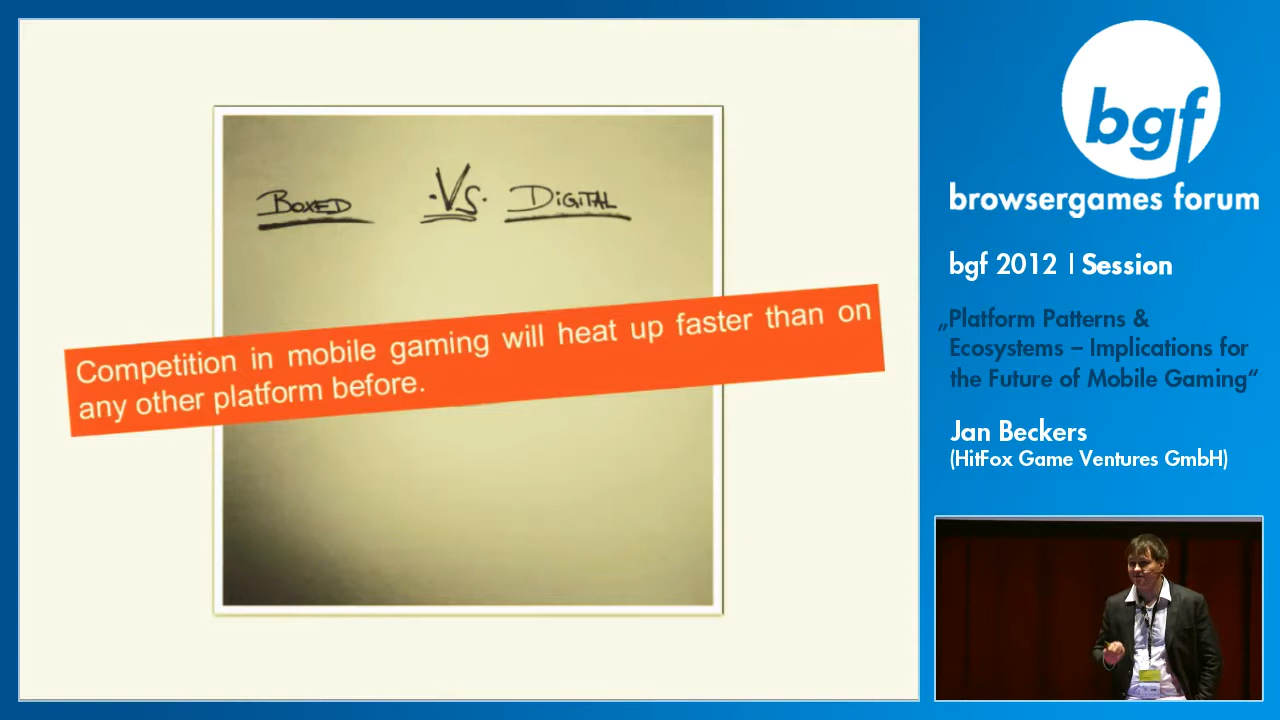 BOXED .VS. DIGITAL
Competition in mobile gaming will heat up faster than on
any other platform before.
bgf
browsergames forum
bgf 2012 | Session
„Platform Patterns &
Ecosystems – Implications for
the Future of Mobile Gaming“
Jan Beckers
(HitFox Game Ventures GmbH)